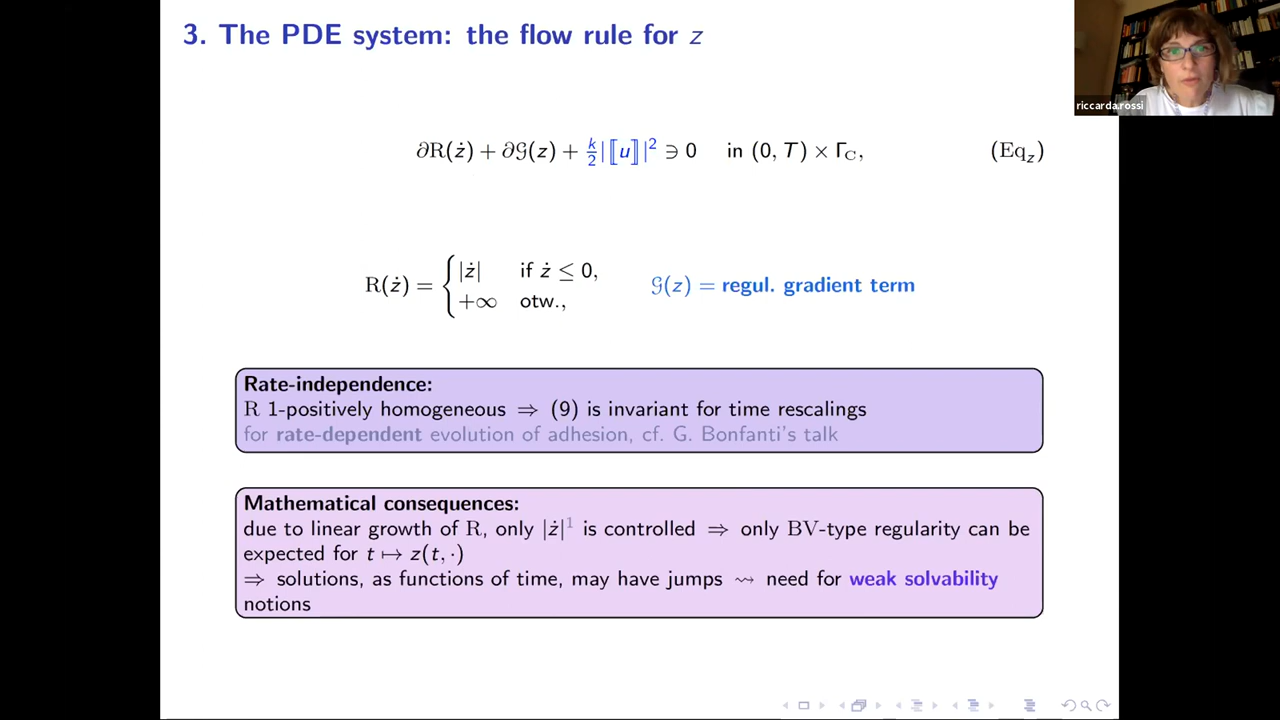 3. The PDE system: the flow rule for z
∂R(ż) + ∂𝒢(z) + k/2 |⟦u⟧|² ∋ 0 in (0, T) × Γ_C, (Eq_z)
R(ż) = { |ż| if ż ≤ 0, 𝒢(z) = regul. gradient term
+∞ otw.,
Rate-independence:
R 1-positively homogeneous ⇒ (9) is invariant for time rescalings
for rate-dependent evolution of adhesion, cf. G. Bonfanti's talk
Mathematical consequences:
due to linear growth of R, only |ż|¹ is controlled ⇒ only BV-type regularity can be
expected for t ↦ z(t, ·)
⇒ solutions, as functions of time, may have jumps ⇝ need for weak solvability
notions
riccarda.rossi